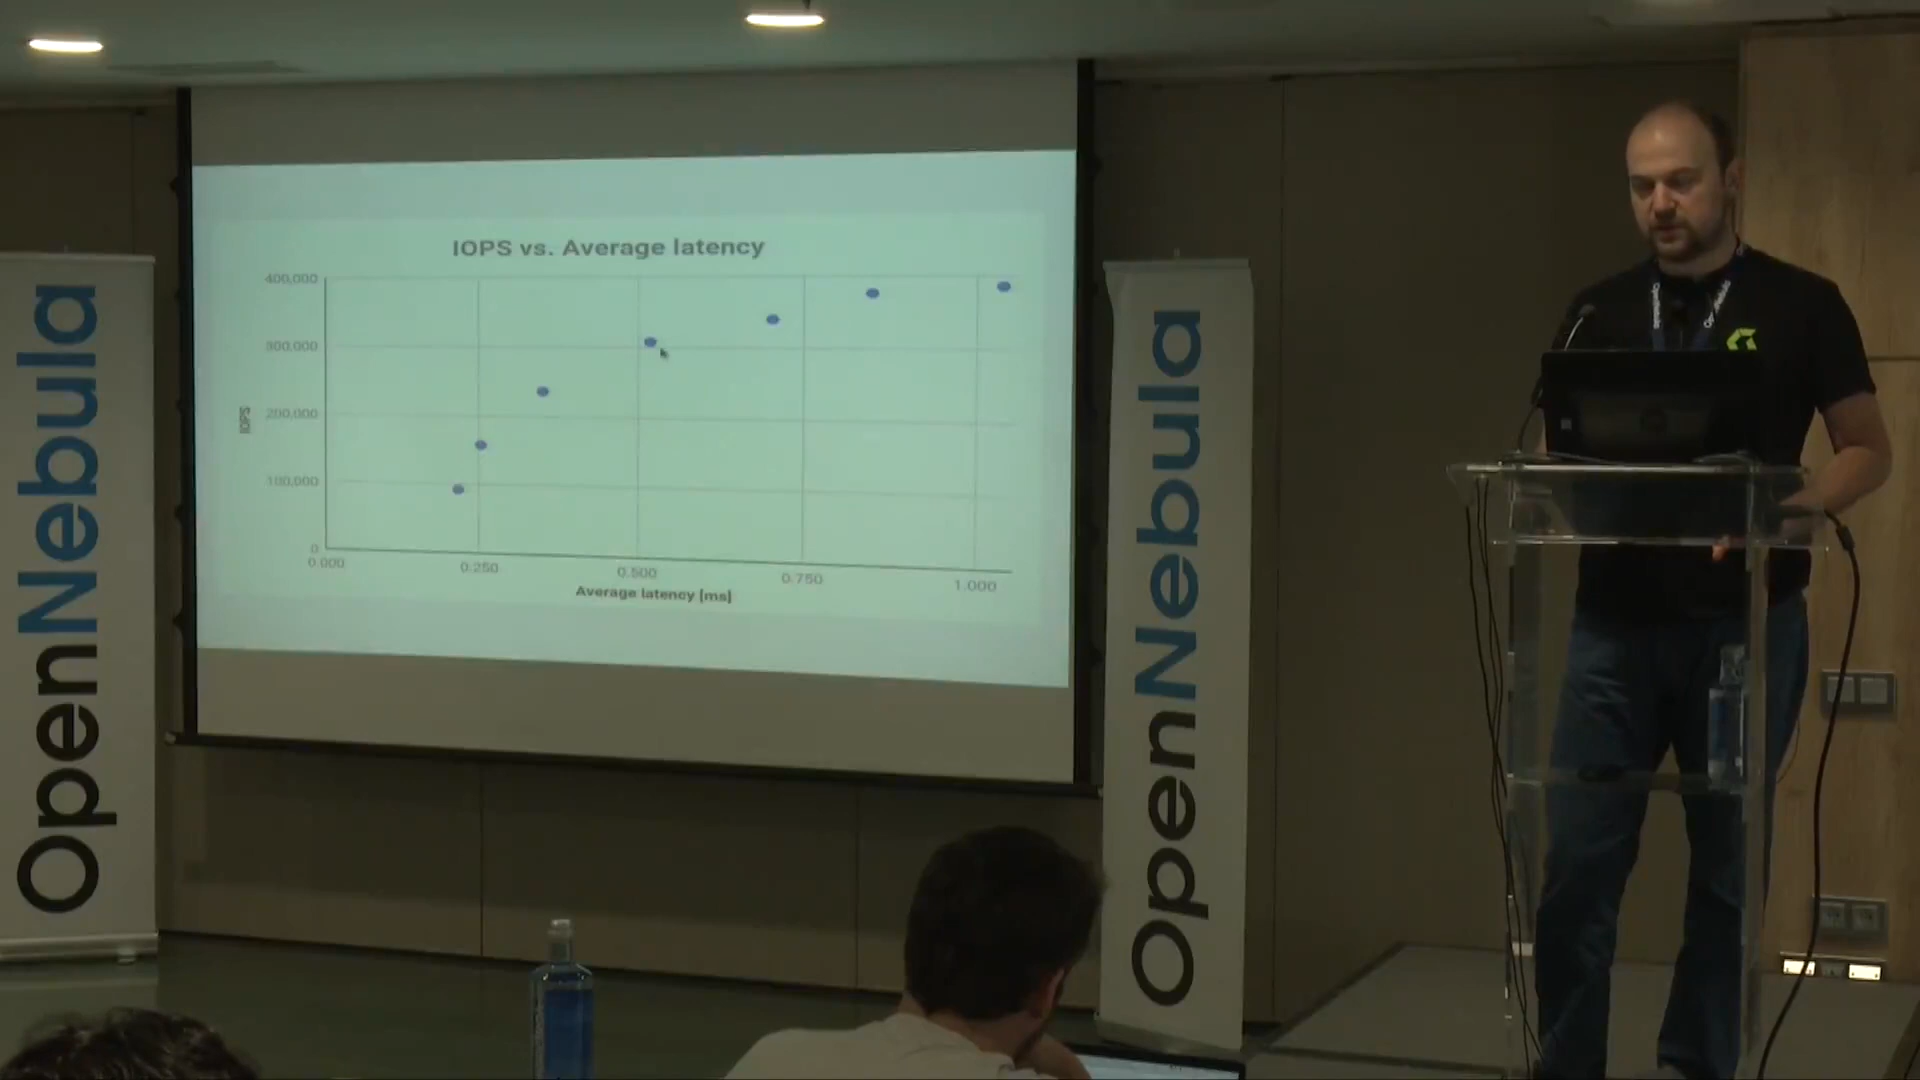 OpenNebula
IOPS vs. Average latency
400,000
300,000
200,000
100,000
0
IOPS
0.000
0.250
0.500
0.750
1.000
Average latency [ms]
OpenNebula